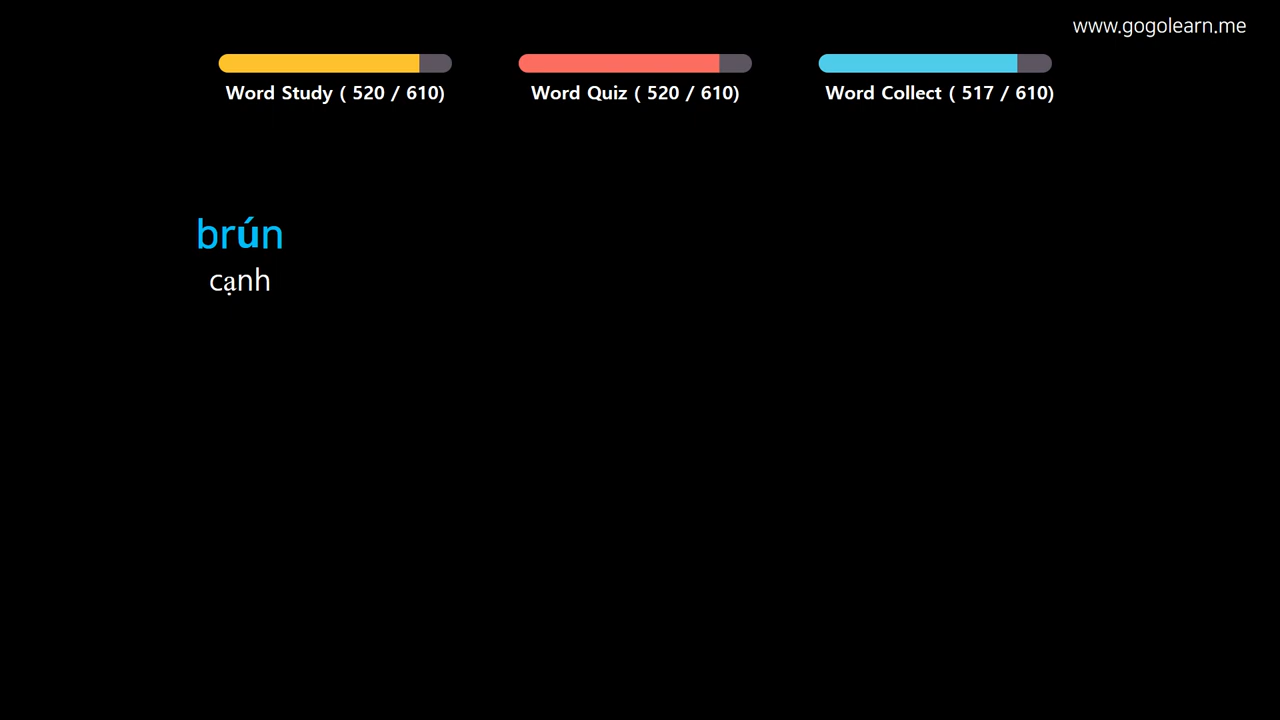 www.gogolearn.me
Word Study ( 520 / 610)
Word Quiz ( 520 / 610)
Word Collect ( 517 / 610)
brún
cạnh